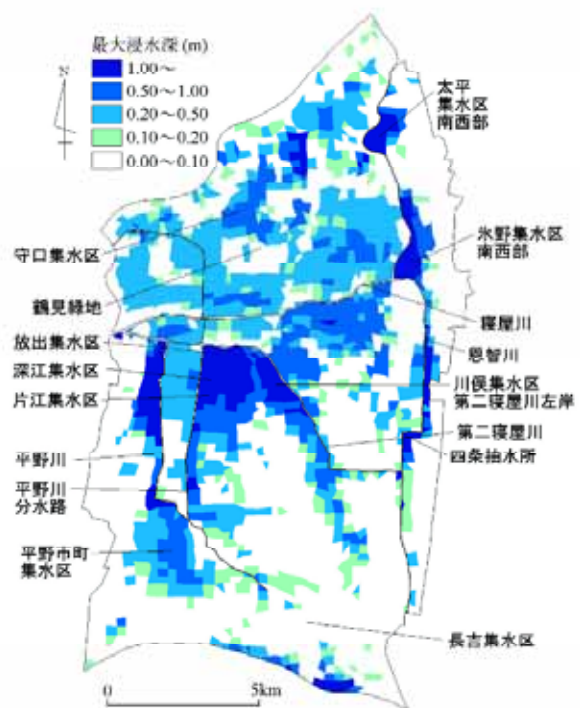 最大浸水深 (m)
1.00～
0.50～1.00
0.20～0.50
0.10～0.20
0.00～0.10
N
太平
集水区
南西部
氷野集水区
南西部
守口集水区
鶴見緑地
寝屋川
恩智川
放出集水区
深江集水区
片江集水区
川俣集水区
第二寝屋川左岸
第二寝屋川
四条抽水所
平野川
平野川
分水路
平野市町
集水区
長吉集水区
0
5km